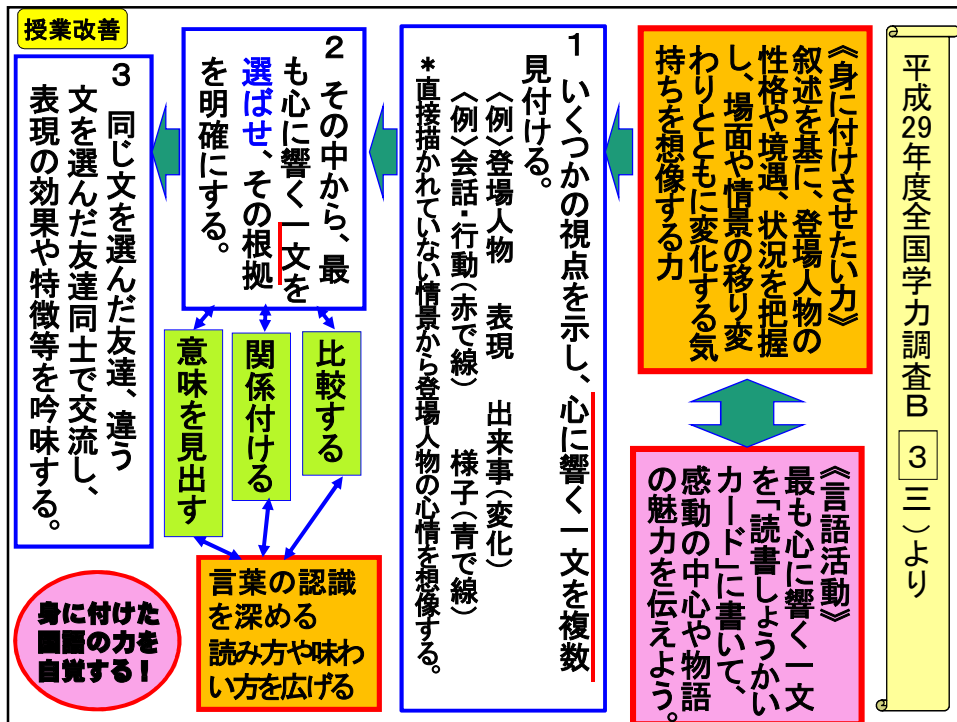 授業改善
平成29年度全国学力調査B 3 三）より
《身に付けさせたい力》
叙述を基に、登場人物の
性格や境遇、状況を把握
し、場面や情景の移り変
わりとともに変化する気
持ちを想像する力
《言語活動》
最も心に響く一文
を「読書しょうかい
カード」に書いて、
感動の中心や物語
の魅力を伝えよう。
１ いくつかの視点を示し、心に響く一文を複数
見付ける。
〈例〉登場人物　表現　出来事（変化）
〈例〉会話・行動（赤で線）　様子（青で線）
＊直接描かれていない情景から登場人物の心情を想像する。
２ その中から、最
も心に響く一文を
選ばせ、その根拠
を明確にする。
比較する
関係付ける
意味を見出す
言葉の認識
を深める
読み方や味わ
い方を広げる
３ 同じ文を選んだ友達、違う
文を選んだ友達同士で交流し、
表現の効果や特徴等を吟味する。
身に付けた
国語の力を
自覚する！